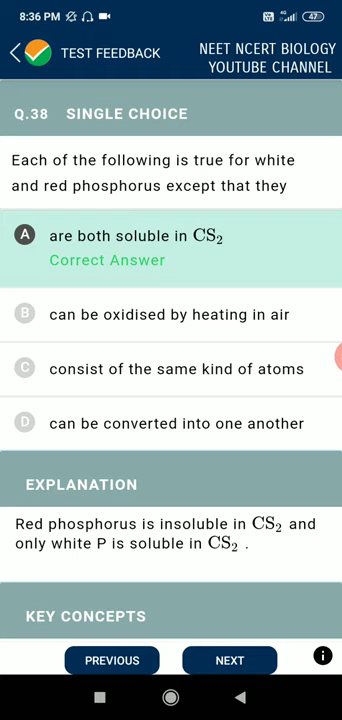 8:36 PM
4G
47
TEST FEEDBACK
NEET NCERT BIOLOGY
YOUTUBE CHANNEL
Q.38 SINGLE CHOICE
Each of the following is true for white
and red phosphorus except that they
A are both soluble in CS₂
Correct Answer
B can be oxidised by heating in air
C consist of the same kind of atoms
D can be converted into one another
EXPLANATION
Red phosphorus is insoluble in CS₂ and
only white P is soluble in CS₂ .
KEY CONCEPTS
PREVIOUS
NEXT
i